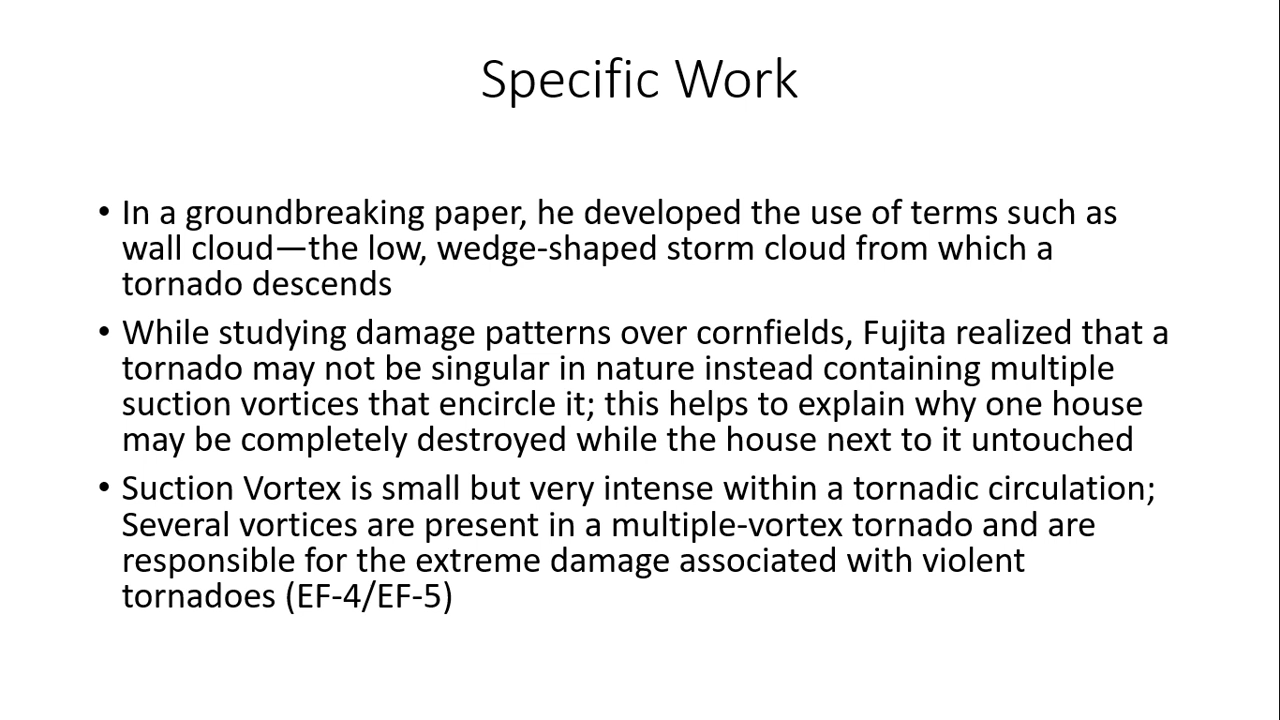 Specific Work
• In a groundbreaking paper, he developed the use of terms such as
wall cloud—the low, wedge-shaped storm cloud from which a
tornado descends
• While studying damage patterns over cornfields, Fujita realized that a
tornado may not be singular in nature instead containing multiple
suction vortices that encircle it; this helps to explain why one house
may be completely destroyed while the house next to it untouched
• Suction Vortex is small but very intense within a tornadic circulation;
Several vortices are present in a multiple-vortex tornado and are
responsible for the extreme damage associated with violent
tornadoes (EF-4/EF-5)